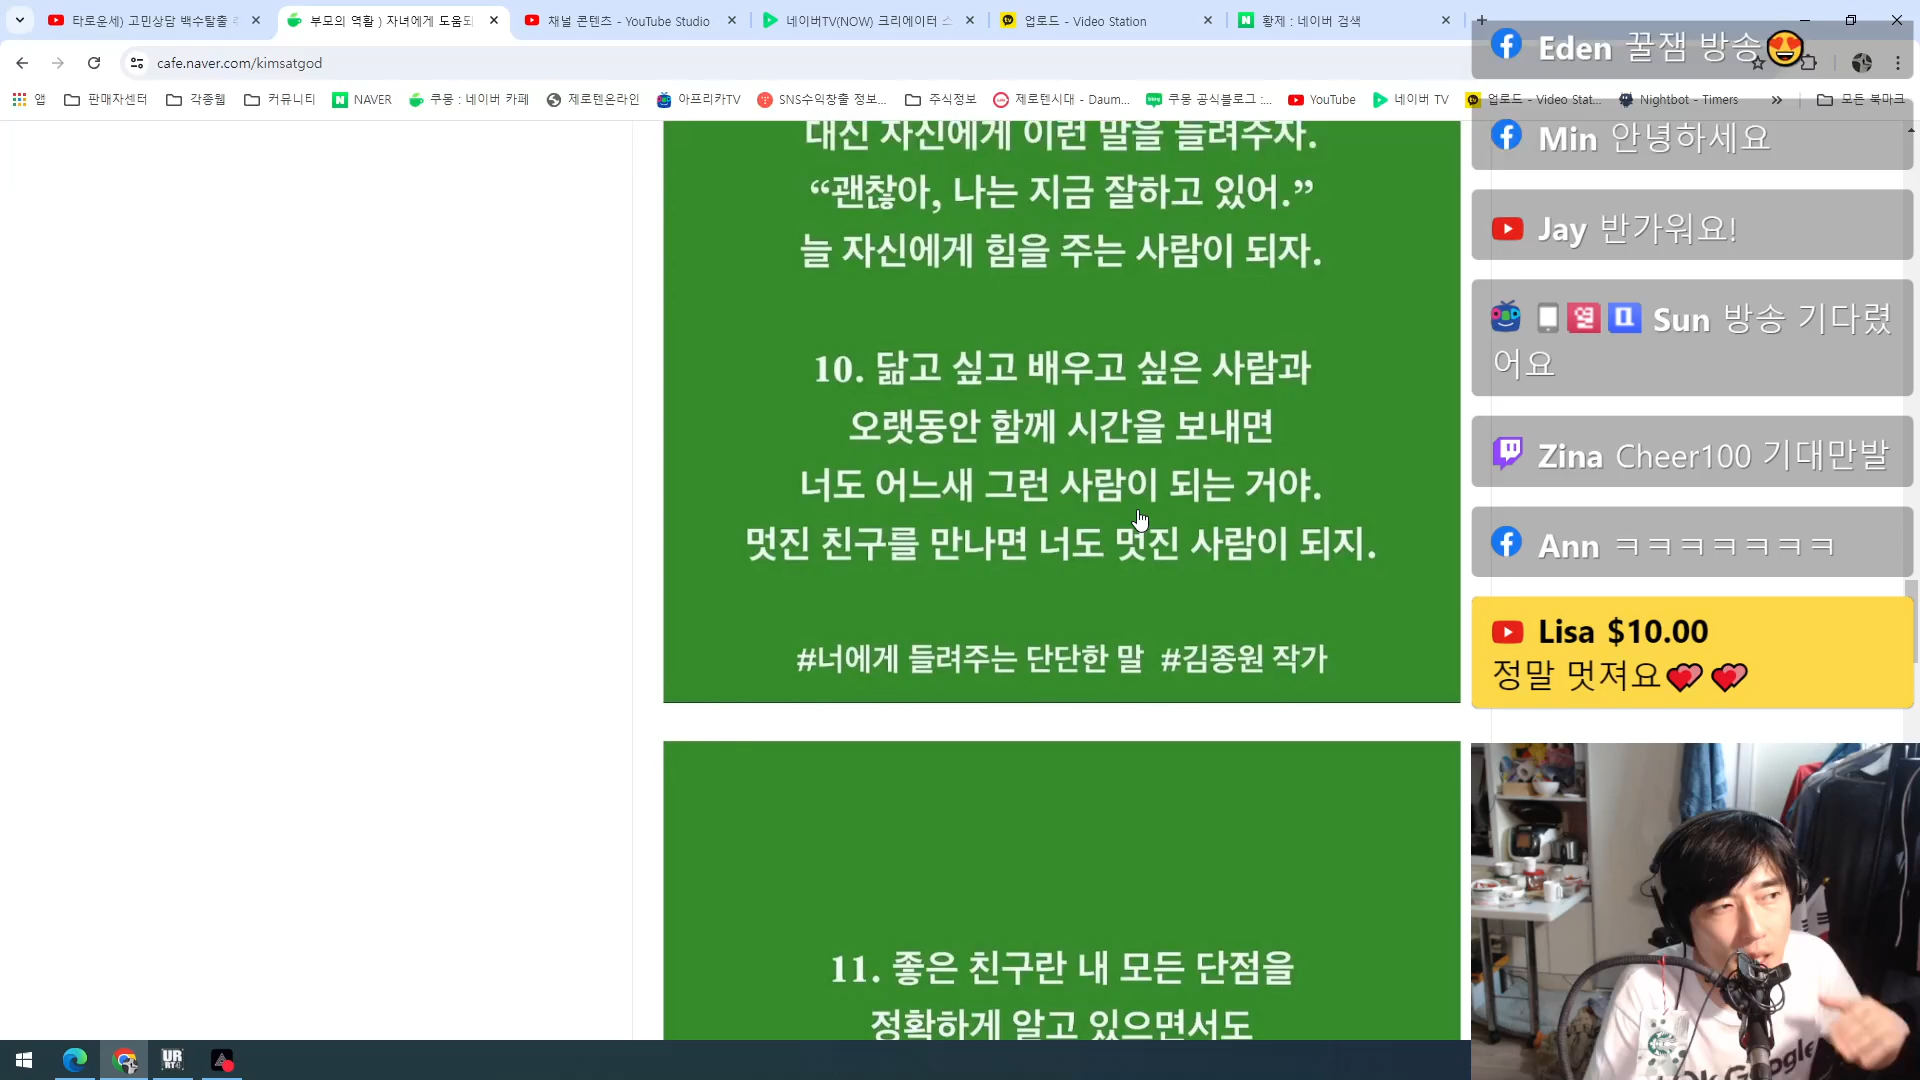 타로운세) 고민상담 백수탈출
부모의 역활 ) 자녀에게 도움되
채널 콘텐츠 - YouTube Studio
네이버TV(NOW) 크리에이터 스
업로드 - Video Station
황제 : 네이버 검색
cafe.naver.com/kimsatgod
앱
판매자센터
각종웹
커뮤니티
NAVER
쿠몽 : 네이버 카페
제로텐온라인
아프리카TV
SNS수익창출 정보...
주식정보
제로텐시대 - Daum...
쿠몽 공식블로그 :...
YouTube
네이버 TV
업로드 - Video Stat...
Nightbot - Timers
모든 북마크
대신 자신에게 이런 말을 들려주자.
“괜찮아, 나는 지금 잘하고 있어.”
늘 자신에게 힘을 주는 사람이 되자.
10. 닮고 싶고 배우고 싶은 사람과
오랫동안 함께 시간을 보내면
너도 어느새 그런 사람이 되는 거야.
멋진 친구를 만나면 너도 멋진 사람이 되지.
#너에게 들려주는 단단한 말 #김종원 작가
11. 좋은 친구란 내 모든 단점을
정확하게 알고 있으면서도
Eden 꿀잼 방송😍
Min 안녕하세요
Jay 반가워요!
열 Sun 방송 기다렸
어요
Zina Cheer100 기대만발
Ann ㅋㅋㅋㅋㅋㅋㅋ
Lisa $10.00
정말 멋져요💕💕
UR
RT
Ok Google